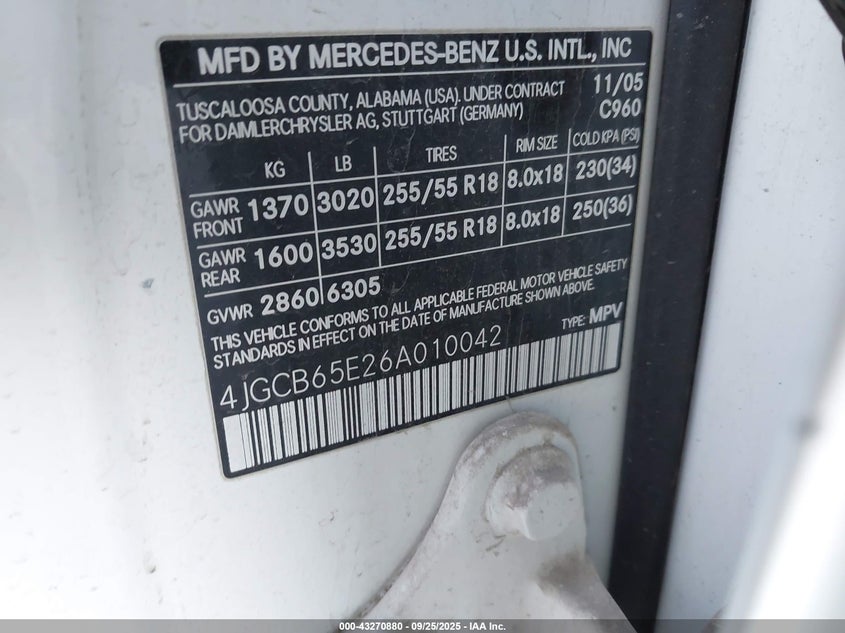 MFD BY MERCEDES-BENZ U.S. INTL., INC
TUSCALOOSA COUNTY, ALABAMA (USA). UNDER CONTRACT 11/05
FOR DAIMLERCHRYSLER AG, STUTTGART (GERMANY) C960
KG LB TIRES RIM SIZE COLD KPA (PSI)
GAWR FRONT 1370 3020 255/55 R18 8.0x18 230(34)
GAWR REAR 1600 3530 255/55 R18 8.0x18 250(36)
GVWR 2860 6305
THIS VEHICLE CONFORMS TO ALL APPLICABLE FEDERAL MOTOR VEHICLE SAFETY
STANDARDS IN EFFECT ON THE DATE OF MANUFACTURE SHOWN ABOVE.
TYPE: MPV
4JGCB65E26A010042
000-43270880 - 09/25/2025 - IAA Inc.